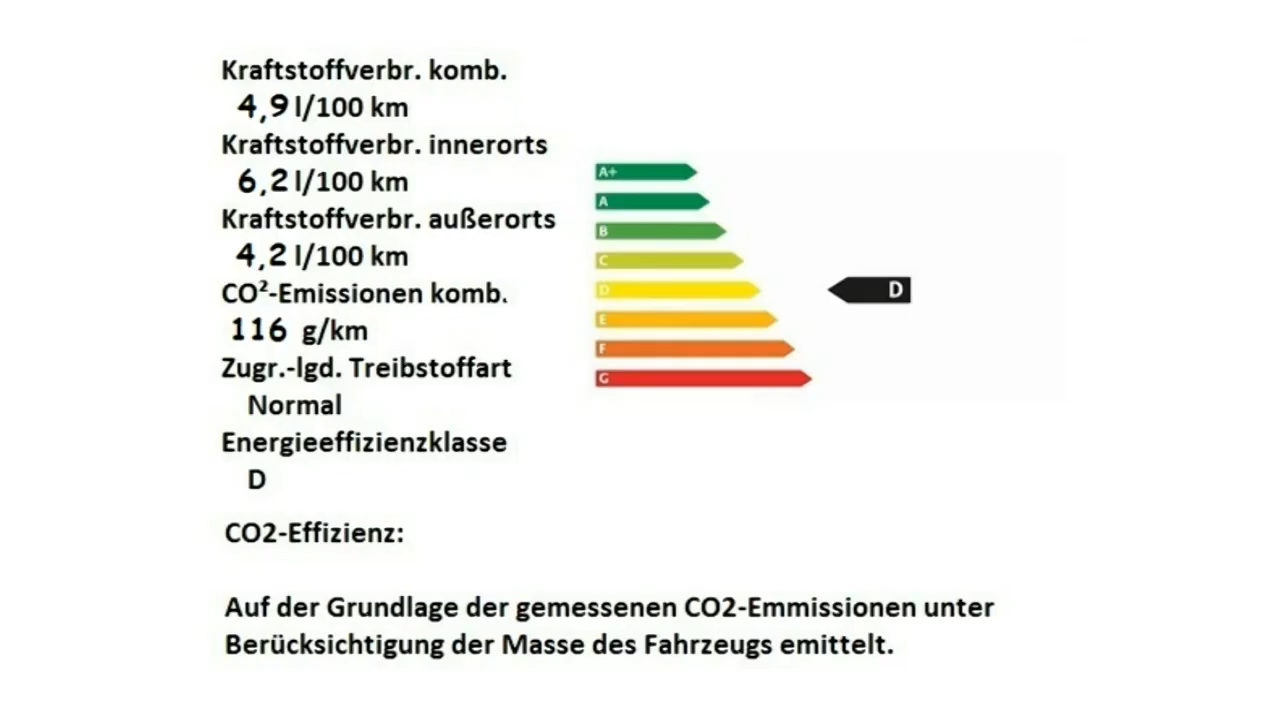 Kraftstoffverbr. komb.
4,9 l/100 km
Kraftstoffverbr. innerorts
6,2 l/100 km
Kraftstoffverbr. außerorts
4,2 l/100 km
CO²-Emissionen komb.
116 g/km
Zugr.-lgd. Treibstoffart
Normal
Energieeffizienzklasse
D
A+
A
B
C
D
E
F
G
D
CO2-Effizienz:
Auf der Grundlage der gemessenen CO2-Emmissionen unter
Berücksichtigung der Masse des Fahrzeugs emittelt.